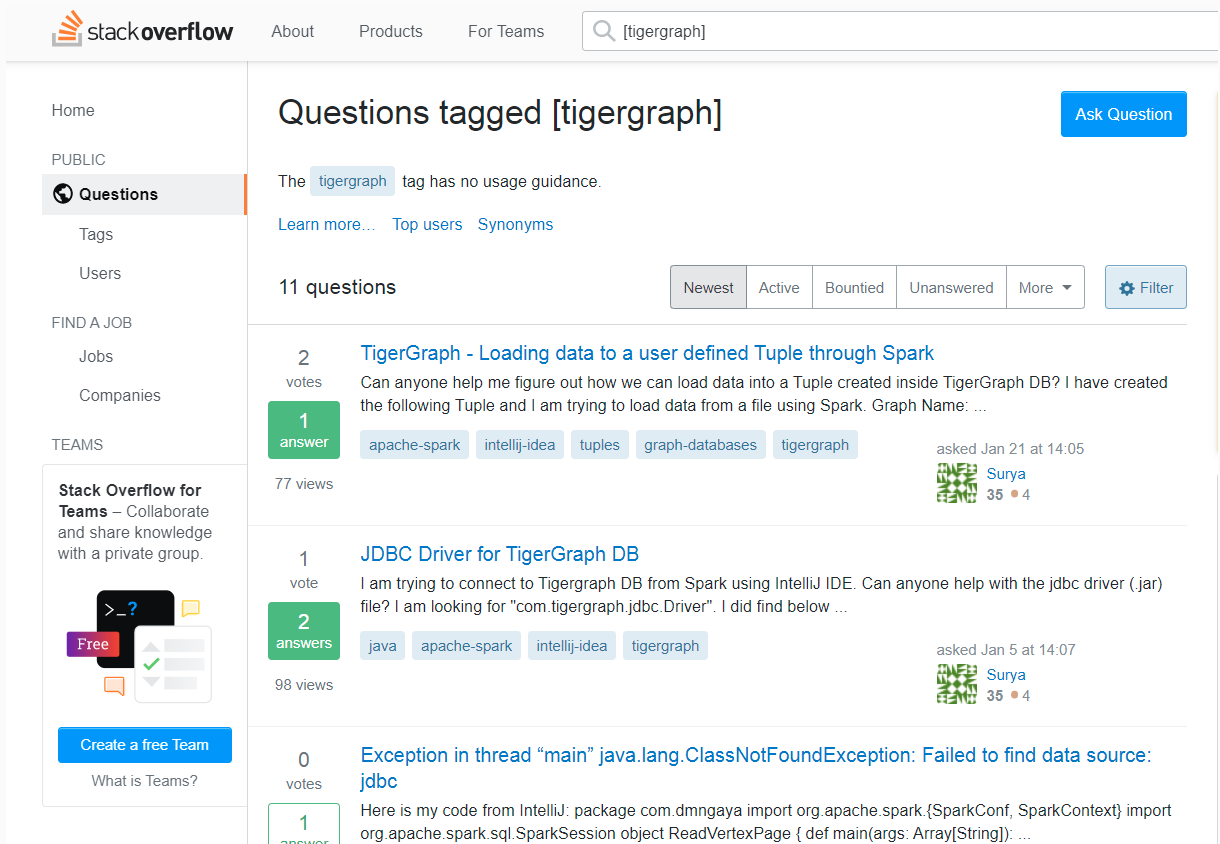 stackoverflow About Products For Teams [tigergraph]
Home
PUBLIC
Questions
Tags
Users
FIND A JOB
Jobs
Companies
TEAMS
Stack Overflow for
Teams – Collaborate
and share knowledge
with a private group.
>_?
Free
Create a free Team
What is Teams?
Questions tagged [tigergraph]
Ask Question
The tigergraph tag has no usage guidance.
Learn more… Top users Synonyms
11 questions
Newest Active Bountied Unanswered More Filter
2
votes
1
answer
77 views
TigerGraph - Loading data to a user defined Tuple through Spark
Can anyone help me figure out how we can load data into a Tuple created inside TigerGraph DB? I have created
the following Tuple and I am trying to load data from a file using Spark. Graph Name: ...
apache-spark intellij-idea tuples graph-databases tigergraph
asked Jan 21 at 14:05
Surya
35 4
1
vote
2
answers
98 views
JDBC Driver for TigerGraph DB
I am trying to connect to Tigergraph DB from Spark using IntelliJ IDE. Can anyone help with the jdbc driver (.jar)
file? I am looking for "com.tigergraph.jdbc.Driver". I did find below ...
java apache-spark intellij-idea tigergraph
asked Jan 5 at 14:07
Surya
35 4
0
votes
1
answer
Exception in thread “main” java.lang.ClassNotFoundException: Failed to find data source:
jdbc
Here is my code from IntelliJ: package com.dmngaya import org.apache.spark.{SparkConf, SparkContext} import
org.apache.spark.sql.SparkSession object ReadVertexPage { def main(args: Array[String]): ...